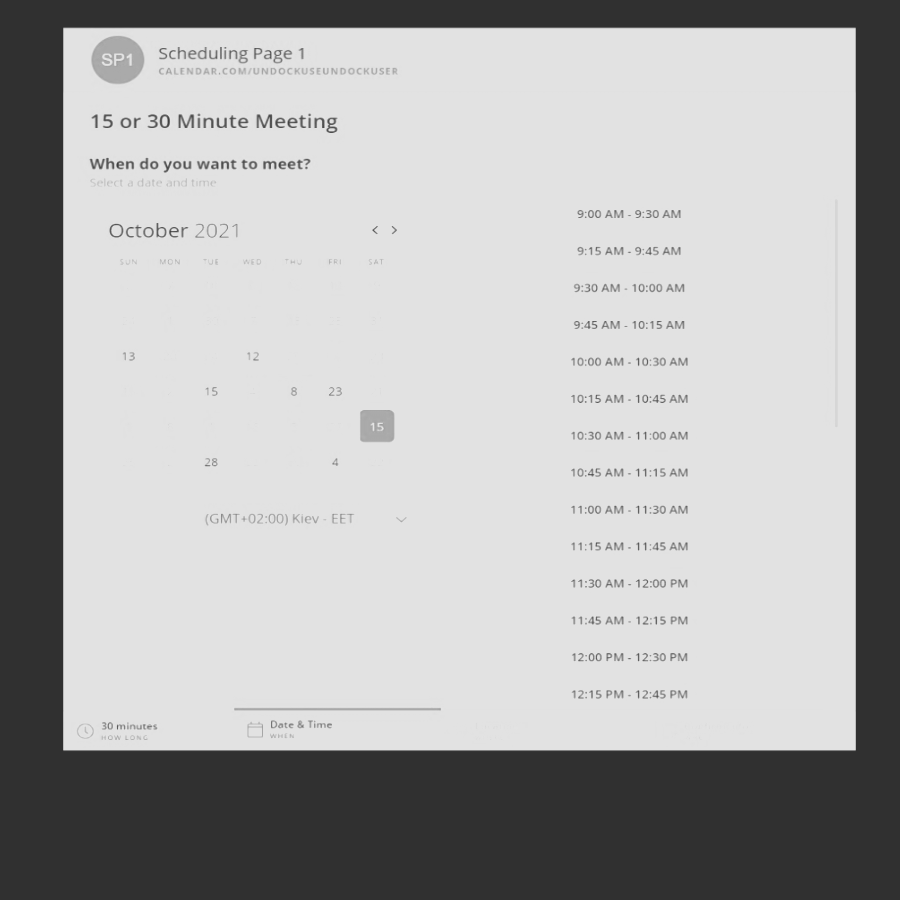 SP1
Scheduling Page 1
CALENDAR.COM/UNDOCKUSEUNDOCKUSER
15 or 30 Minute Meeting
When do you want to meet?
Select a date and time
October 2021 < >
SUN MON TUE WED THU FRI SAT
13 12
15 8 23
15
28 4
(GMT+02:00) Kiev - EET
9:00 AM - 9:30 AM
9:15 AM - 9:45 AM
9:30 AM - 10:00 AM
9:45 AM - 10:15 AM
10:00 AM - 10:30 AM
10:15 AM - 10:45 AM
10:30 AM - 11:00 AM
10:45 AM - 11:15 AM
11:00 AM - 11:30 AM
11:15 AM - 11:45 AM
11:30 AM - 12:00 PM
11:45 AM - 12:15 PM
12:00 PM - 12:30 PM
12:15 PM - 12:45 PM
30 minutes
HOW LONG
Date & Time
WHEN